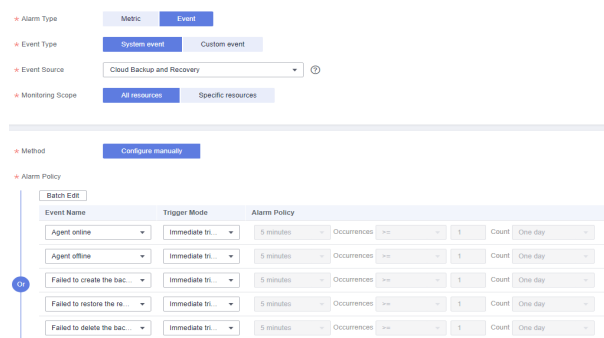 * Alarm Type Metric Event
* Event Type System event Custom event
* Event Source Cloud Backup and Recovery ?
* Monitoring Scope All resources Specific resources
* Method Configure manually
* Alarm Policy
Batch Edit
Event Name Trigger Mode Alarm Policy
Agent online Immediate tri... 5 minutes Occurrences >= 1 Count One day
Agent offline Immediate tri... 5 minutes Occurrences >= 1 Count One day
Or Failed to create the bac... Immediate tri... 5 minutes Occurrences >= 1 Count One day
Failed to restore the re... Immediate tri... 5 minutes Occurrences >= 1 Count One day
Failed to delete the bac... Immediate tri... 5 minutes Occurrences >= 1 Count One day